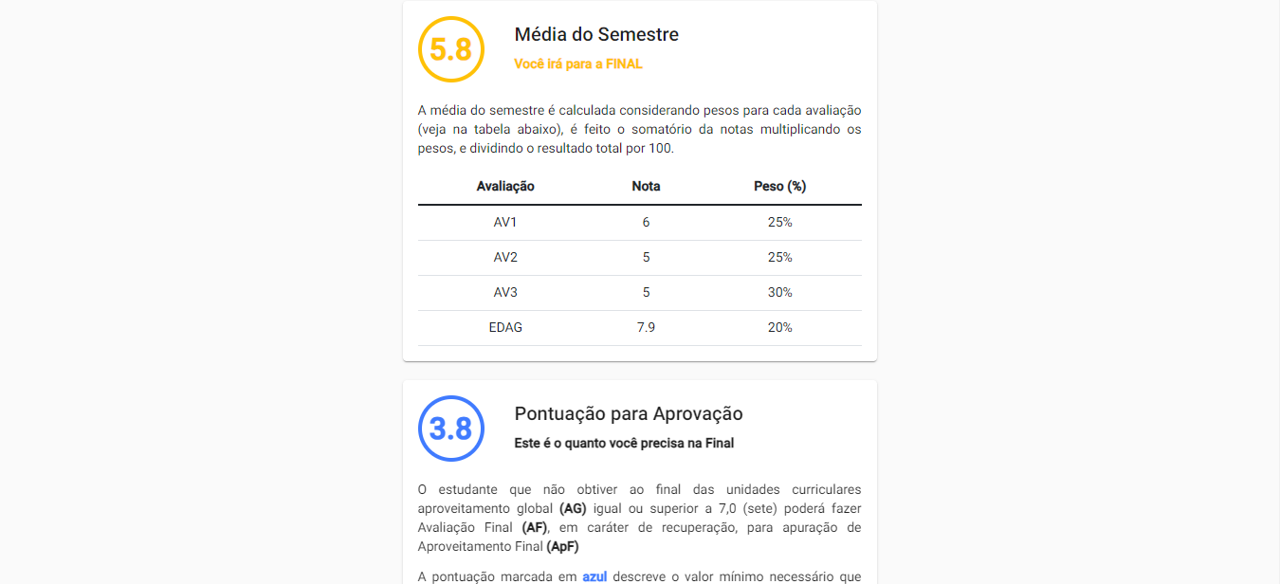 5.8
Média do Semestre
Você irá para a FINAL
A média do semestre é calculada considerando pesos para cada avaliação
(veja na tabela abaixo), é feito o somatório da notas multiplicando os
pesos, e dividindo o resultado total por 100.
Avaliação Nota Peso (%)
AV1 6 25%
AV2 5 25%
AV3 5 30%
EDAG 7.9 20%
3.8
Pontuação para Aprovação
Este é o quanto você precisa na Final
O estudante que não obtiver ao final das unidades curriculares
aproveitamento global (AG) igual ou superior a 7,0 (sete) poderá fazer
Avaliação Final (AF), em caráter de recuperação, para apuração de
Aproveitamento Final (ApF)
A pontuação marcada em azul descreve o valor mínimo necessário que